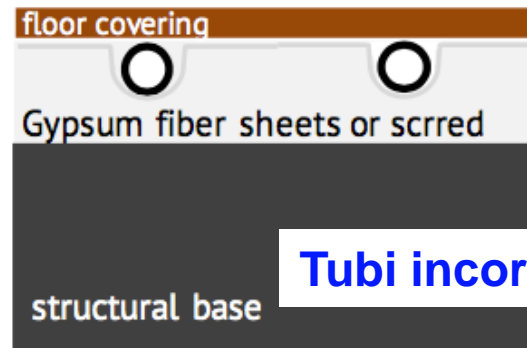 floor covering
Gypsum fiber sheets or scrred
Tubi incor
structural base